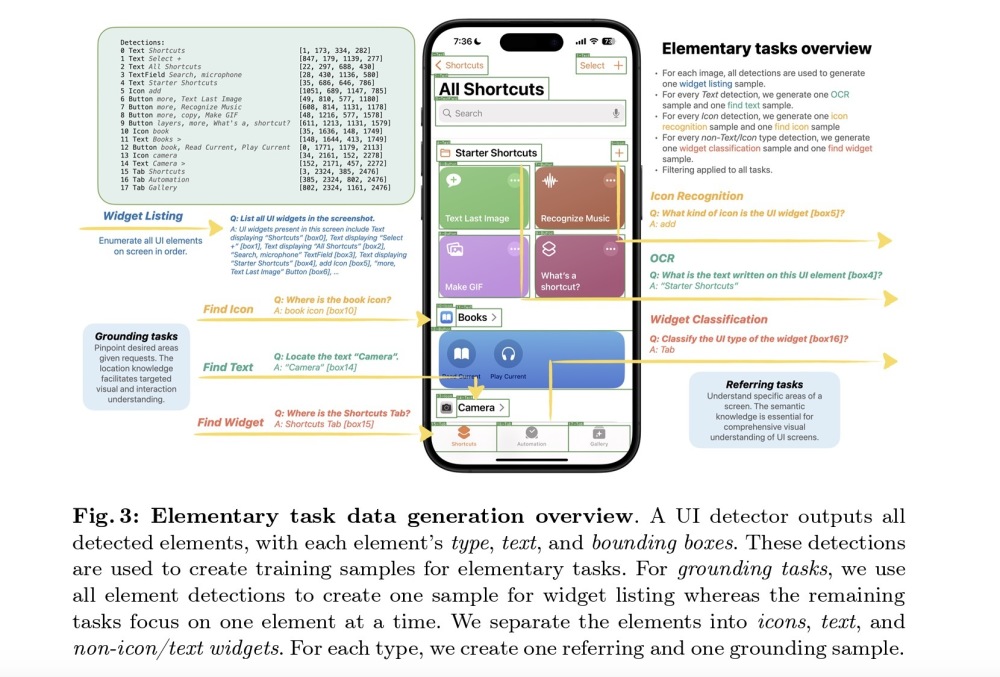 Detections:
0 Text Shortcuts [1, 173, 334, 282]
1 Text Select + [847, 179, 1139, 277]
2 Text All Shortcuts [22, 297, 688, 430]
3 TextField Search, microphone [28, 430, 1136, 580]
4 Text Starter Shortcuts [35, 686, 646, 786]
5 Icon add [1051, 689, 1147, 785]
6 Button more, Text Last Image [49, 810, 577, 1180]
7 Button more, Recognize Music [608, 814, 1131, 1178]
8 Button more, copy, Make GIF [48, 1216, 577, 1578]
9 Button layers, more, What's a, shortcut? [611, 1213, 1131, 1579]
10 Icon book [35, 1636, 148, 1749]
11 Text Books > [148, 1644, 413, 1749]
12 Button book, Read Current, Play Current [0, 1771, 1179, 2113]
13 Icon camera [34, 2161, 152, 2278]
14 Text Camera > [152, 2171, 457, 2272]
15 Tab Shortcuts [3, 2324, 385, 2476]
16 Tab Automation [385, 2324, 802, 2476]
17 Tab Gallery [802, 2324, 1161, 2476]
Widget Listing
Enumerate all UI elements
on screen in order.
Q: List all UI widgets in the screenshot.
A: UI widgets present in this screen include Text
displaying "Shortcuts" [box0], Text displaying "Select
+" [box1], Text displaying "All Shortcuts" [box2],
"Search, microphone" TextField [box3], Text displaying
"Starter Shortcuts" [box4], add Icon [box5], "more,
Text Last Image" Button [box6], ..
Find Icon
Q: Where is the book icon?
A: book icon [box10]
Grounding tasks
Pinpoint desired areas
given requests. The
location knowledge
facilitates targeted
visual and interaction
understanding.
Find Text
Q: Locate the text "Camera".
A: "Camera" [box14]
Find Widget
Q: Where is the Shortcuts Tab?
A: Shortcuts Tab [box15]
7:36
73
Shortcuts
Select +
All Shortcuts
Search
Starter Shortcuts
+
Text Last Image
Recognize Music
Make GIF
What's a
shortcut?
Books >
Read Current
Play Current
Camera >
Shortcuts
Automation
Gallery
Elementary tasks overview
• For each image, all detections are used to generate
one widget listing sample.
• For every Text detection, we generate one OCR
sample and one find text sample.
• For every Icon detection, we generate one icon
recognition sample and one find icon sample
• For every non-Text/Icon type detection, we generate
one widget classification sample and one find widget
sample.
• Filtering applied to all tasks.
Icon Recognition
Q: What kind of icon is the UI widget [box5]?
A: add
OCR
Q: What is the text written on this UI element [box4]?
A: "Starter Shortcuts"
Widget Classification
Q: Classify the UI type of the widget [box16]?
A: Tab
Referring tasks
Understand specific areas of a
screen. The semantic
knowledge is essential for
comprehensive visual
understanding of UI screens.
Fig. 3: Elementary task data generation overview. A UI detector outputs all
detected elements, with each element's type, text, and bounding boxes. These detections
are used to create training samples for elementary tasks. For grounding tasks, we use
all element detections to create one sample for widget listing whereas the remaining
tasks focus on one element at a time. We separate the elements into icons, text, and
non-icon/text widgets. For each type, we create one referring and one grounding sample.